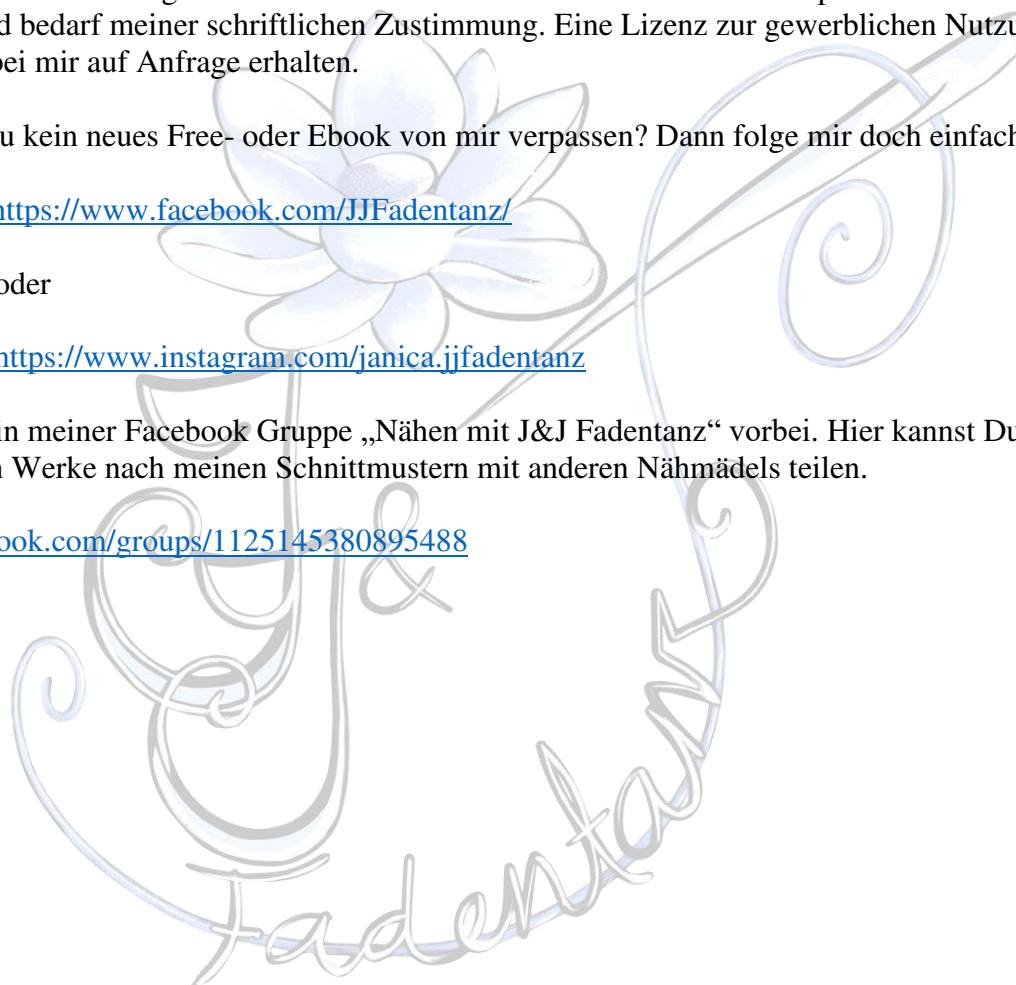 d bedarf meiner schriftlichen Zustimmung. Eine Lizenz zur gewerblichen Nutzu
bei mir auf Anfrage erhalten.
u kein neues Free- oder Ebook von mir verpassen? Dann folge mir doch einfach
https://www.facebook.com/JJFadentanz/
oder
https://www.instagram.com/janica.jjfadentanz
in meiner Facebook Gruppe „Nähen mit J&J Fadentanz“ vorbei. Hier kannst Du
n Werke nach meinen Schnittmustern mit anderen Nähmädels teilen.
ook.com/groups/1125145380895488
J & J
Fadentanz